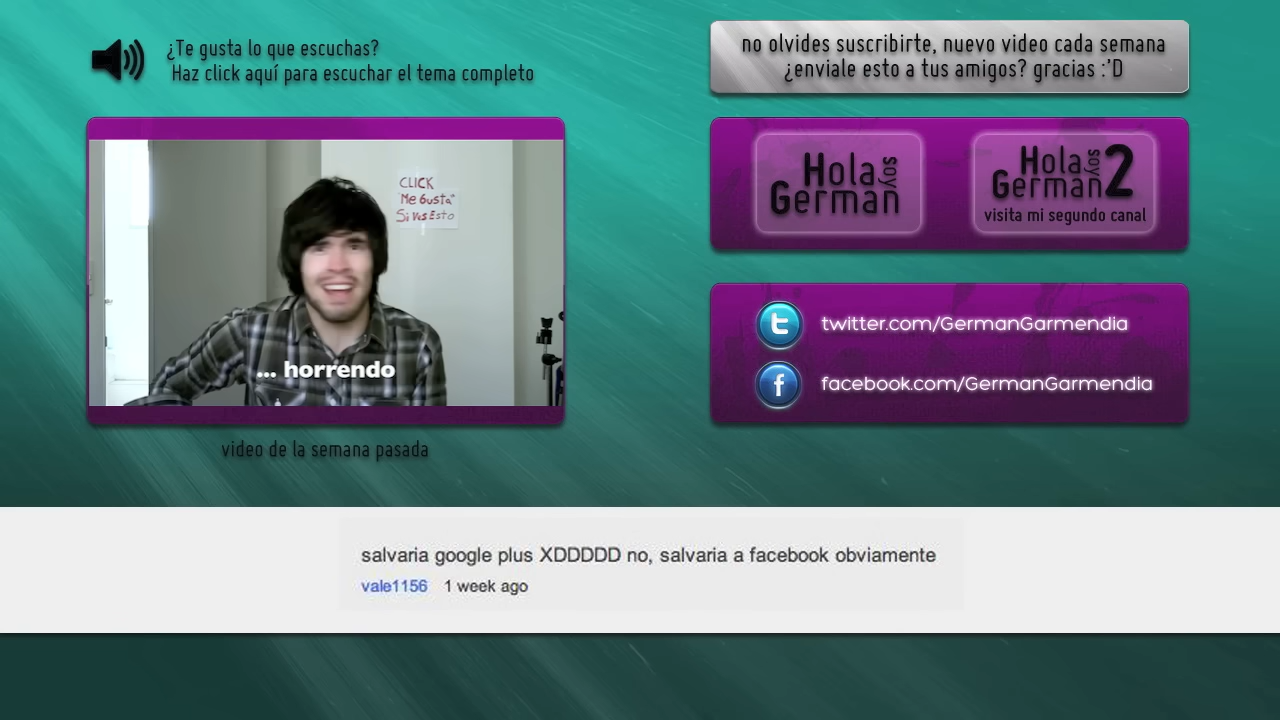 ¿Te gusta lo que escuchas?
Haz click aquí para escuchar el tema completo
no olvides suscribirte, nuevo video cada semana
¿enviale esto a tus amigos? gracias :'D
CLICK
"Me Gusta"
Si Ves Esto
... horrendo
video de la semana pasada
Hola soy
German
Hola soy
German 2
visita mi segundo canal
twitter.com/GermanGarmendia
facebook.com/GermanGarmendia
salvaria google plus XDDDDD no, salvaria a facebook obviamente
vale1156 1 week ago